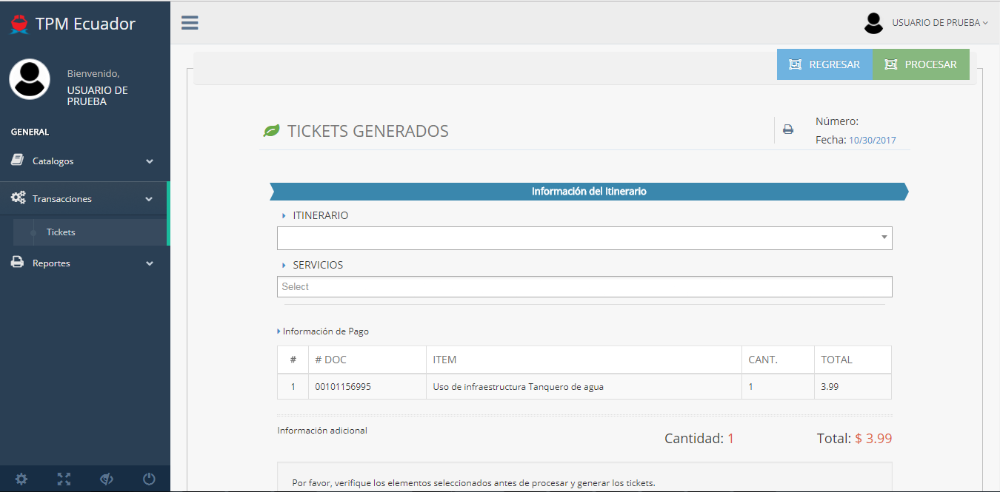 TPM Ecuador
USUARIO DE PRUEBA
Bienvenido,
USUARIO DE
PRUEBA
GENERAL
Catalogos
Transacciones
Tickets
Reportes
REGRESAR
PROCESAR
TICKETS GENERADOS
Número:
Fecha: 10/30/2017
Información del Itinerario
ITINERARIO
SERVICIOS
Select
Información de Pago
# # DOC ITEM CANT. TOTAL
1 00101156995 Uso de infraestructura Tanquero de agua 1 3.99
Información adicional
Cantidad: 1 Total: $ 3.99
Por favor, verifique los elementos seleccionados antes de procesar y generar los tickets.